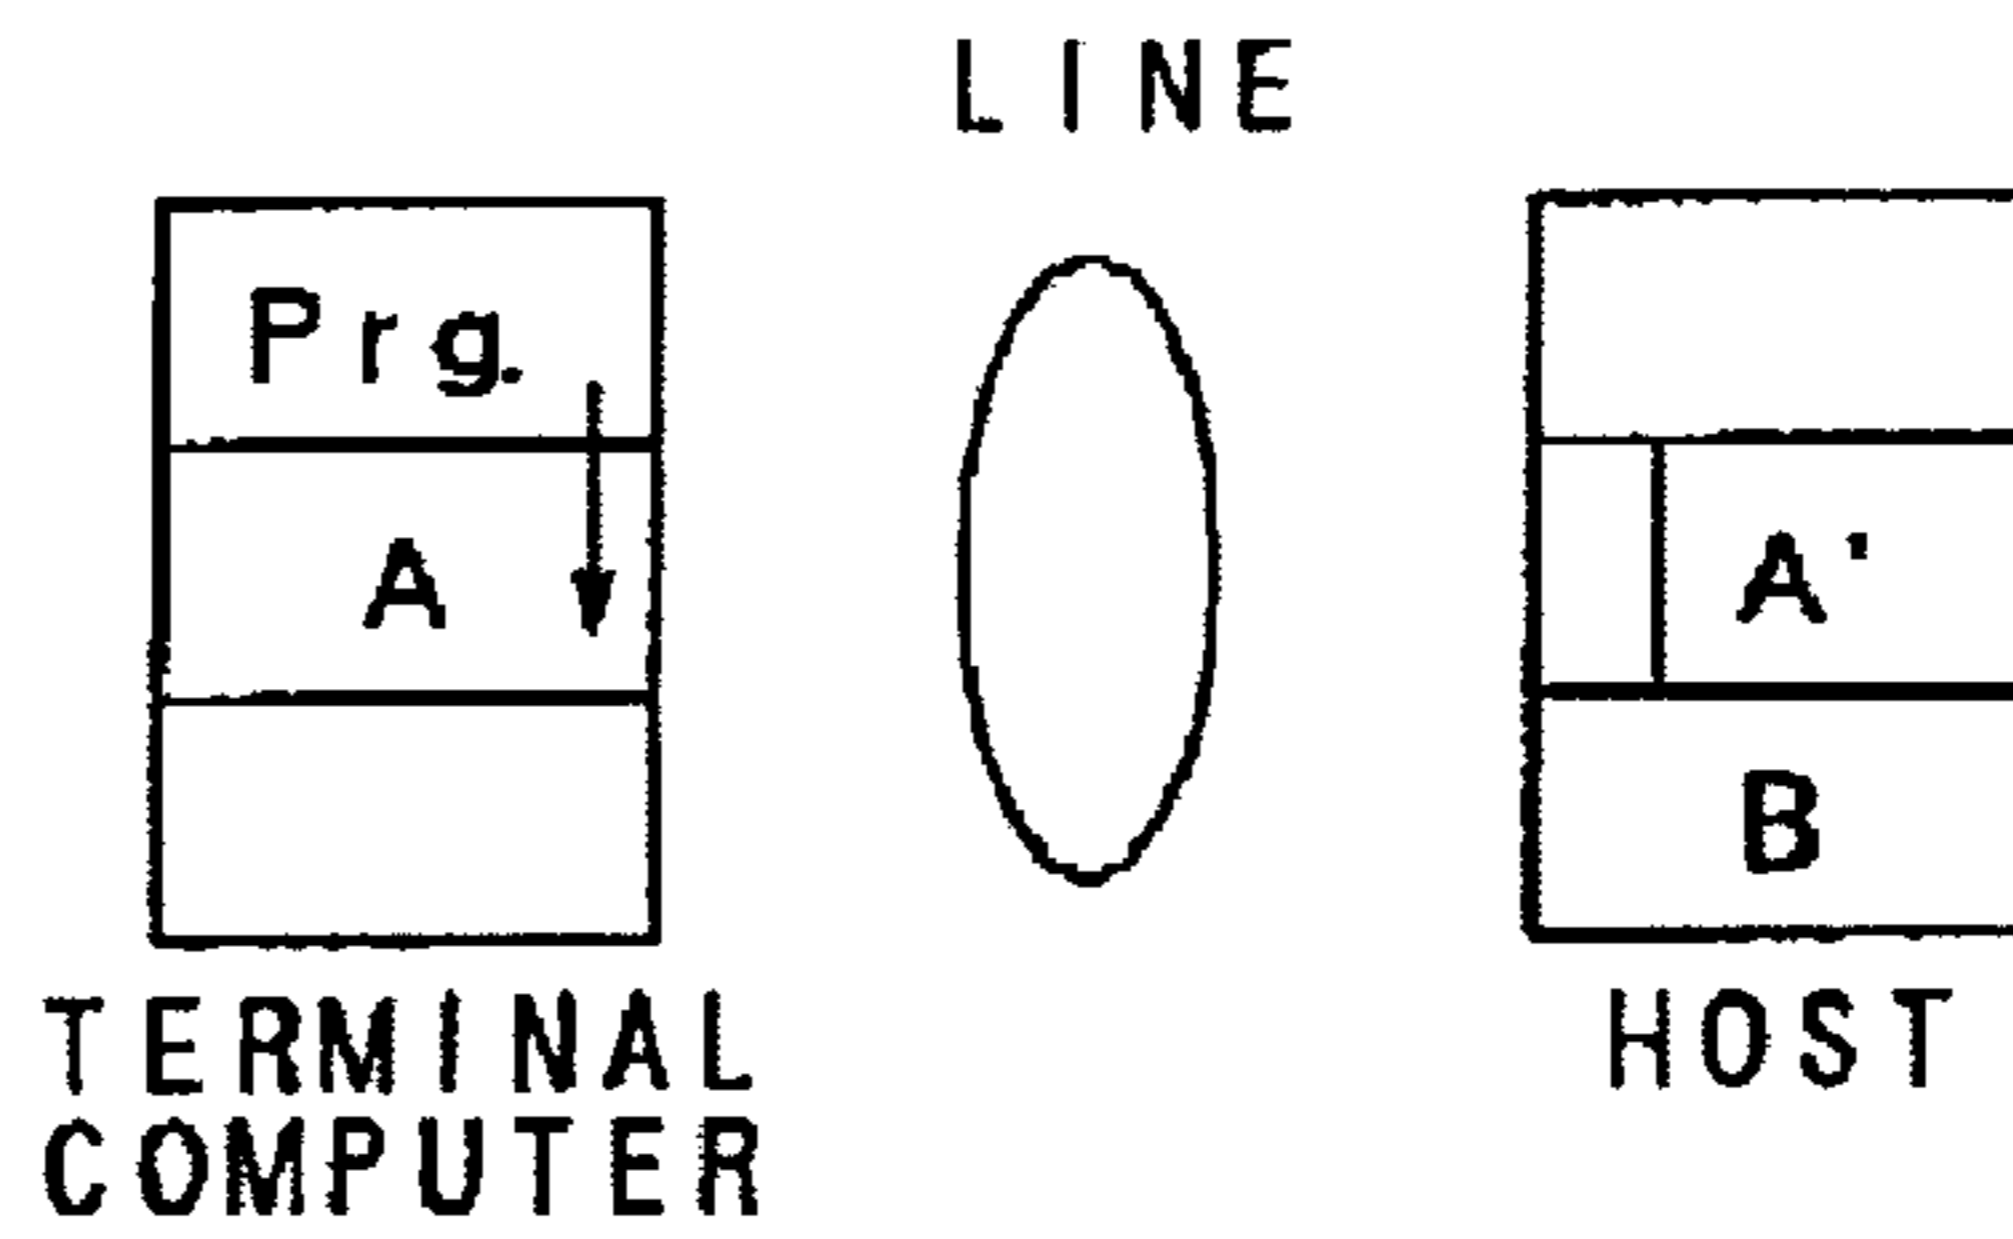 LINE
Prg.
A
A'
B
TERMINAL
COMPUTER
HOST